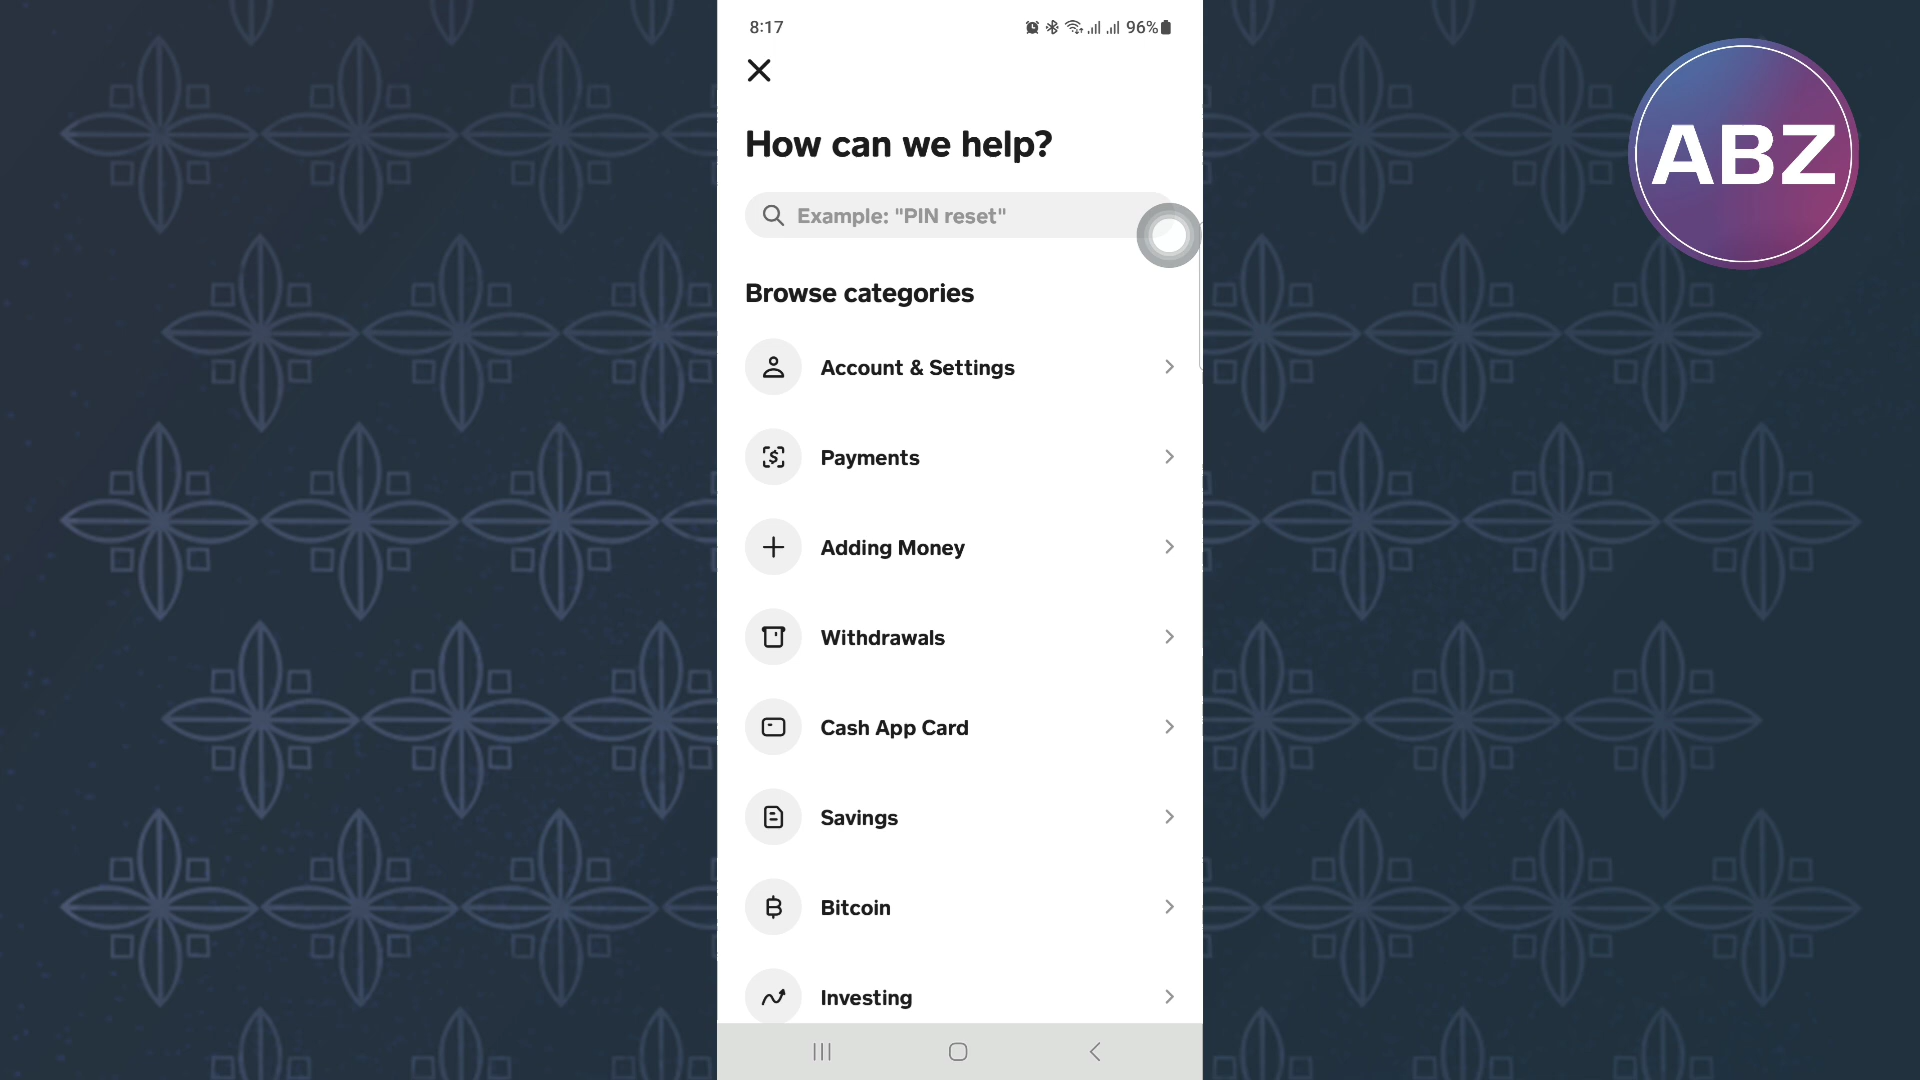 8:17
96%
ABZ
How can we help?
Example: "PIN reset"
Browse categories
Account & Settings
Payments
Adding Money
Withdrawals
Cash App Card
Savings
Bitcoin
Investing